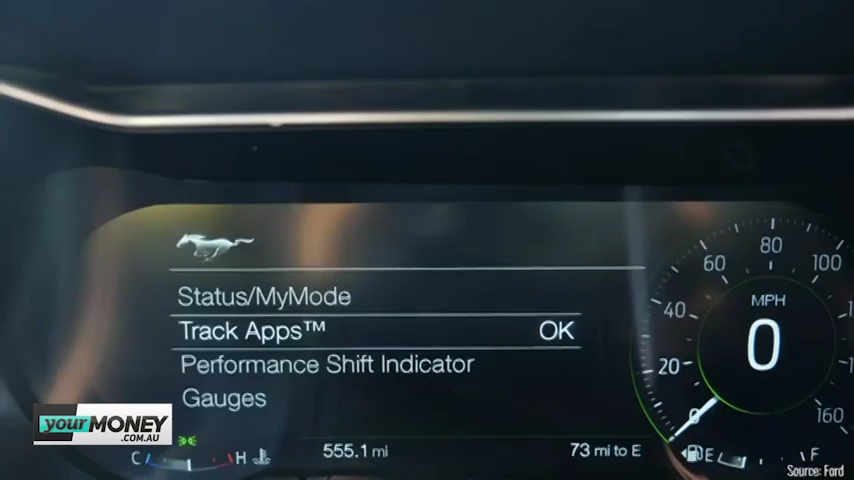 Status/MyMode
Track Apps™ OK
Performance Shift Indicator
Gauges
MPH
0
0
20
40
60
80
100
160
C H
555.1 mi
73 mi to E
E F
yourMONEY
.COM.AU
Source: Ford